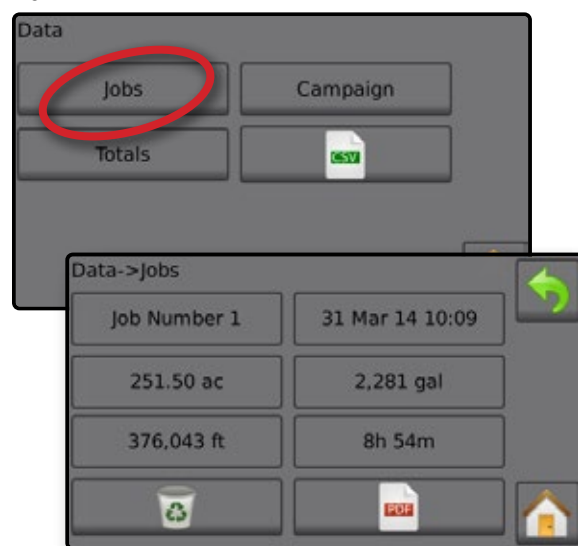 Data
Jobs Campaign
Totals CSV
Data->Jobs
Job Number 1 31 Mar 14 10:09
251.50 ac 2,281 gal
376,043 ft 8h 54m
PDF